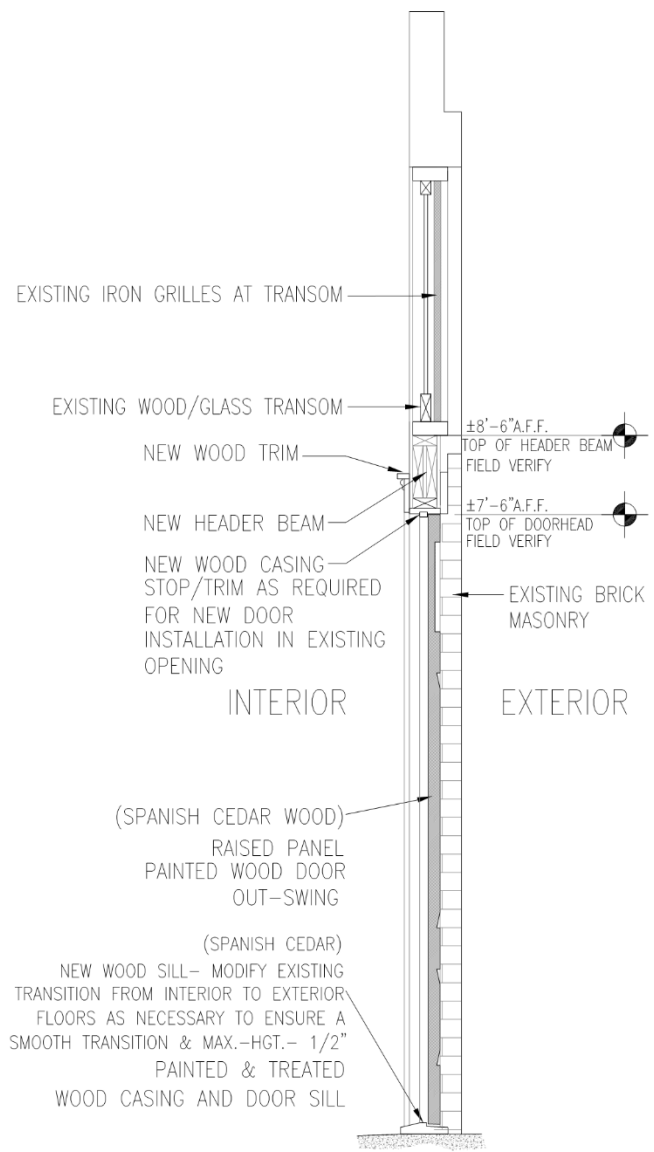 EXISTING IRON GRILLES AT TRANSOM
EXISTING WOOD/GLASS TRANSOM
±8'-6"A.F.F.
TOP OF HEADER BEAM
FIELD VERIFY
NEW WOOD TRIM
NEW HEADER BEAM
±7'-6"A.F.F.
TOP OF DOORHEAD
FIELD VERIFY
NEW WOOD CASING
STOP/TRIM AS REQUIRED
FOR NEW DOOR
INSTALLATION IN EXISTING
OPENING
EXISTING BRICK
MASONRY
INTERIOR
EXTERIOR
(SPANISH CEDAR WOOD)
RAISED PANEL
PAINTED WOOD DOOR
OUT-SWING
(SPANISH CEDAR)
NEW WOOD SILL- MODIFY EXISTING
TRANSITION FROM INTERIOR TO EXTERIOR
FLOORS AS NECESSARY TO ENSURE A
SMOOTH TRANSITION & MAX.-HGT.- 1/2"
PAINTED & TREATED
WOOD CASING AND DOOR SILL